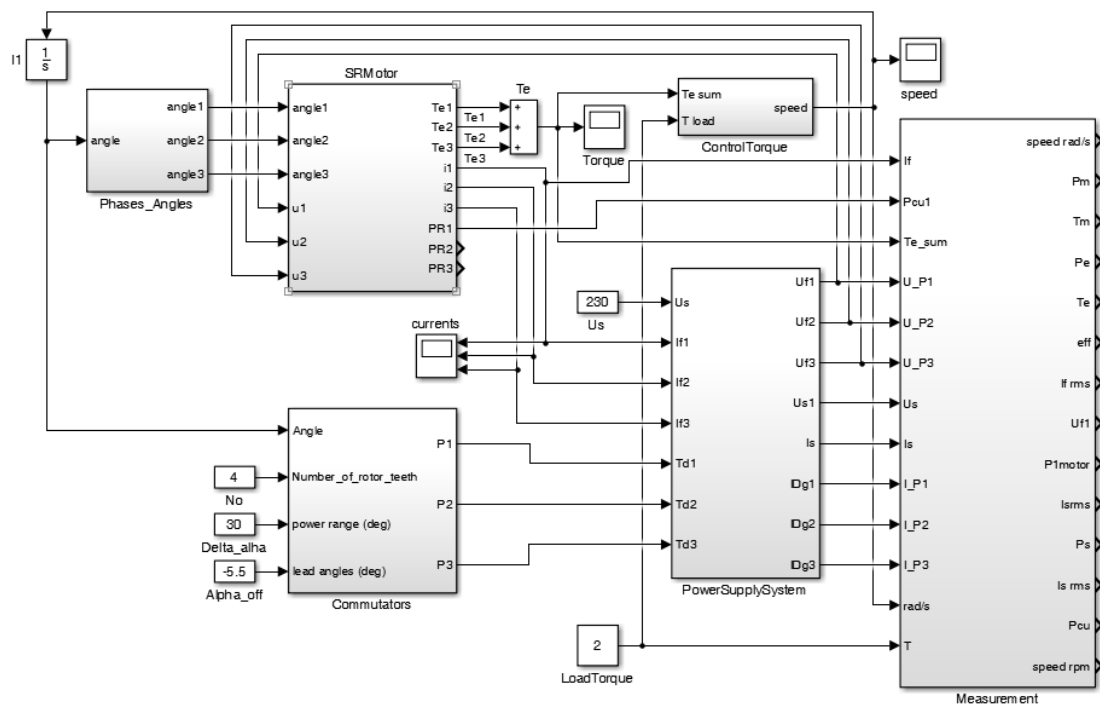 I1
1
s
angle
angle1
angle2
angle3
Phases_Angles
SRMotor
angle1
angle2
angle3
u1
u2
u3
Te1
Te2
Te3
i1
i2
i3
PR1
PR2
PR3
Te
+
+
+
Te1
Te2
Te3
Torque
Te sum
T load
speed
ControlTorque
speed
currents
230
Us
Us
If1
If2
If3
Td1
Td2
Td3
Uf1
Uf2
Uf3
Us1
Is
IDg1
IDg2
IDg3
PowerSupplySystem
Angle
Number_of_rotor_teeth
power range (deg)
lead angles (deg)
P1
P2
P3
Commutators
4
No
30
Delta_alha
-5.5
Alpha_off
2
LoadTorque
If
Pcu1
Te_sum
U_P1
U_P2
U_P3
Us
Is
I_P1
I_P2
I_P3
rad/s
T
speed rad/s
Pm
Tm
Pe
Te
eff
If rms
Uf1
P1motor
Isrms
Ps
Is rms
Pcu
speed rpm
Measurement